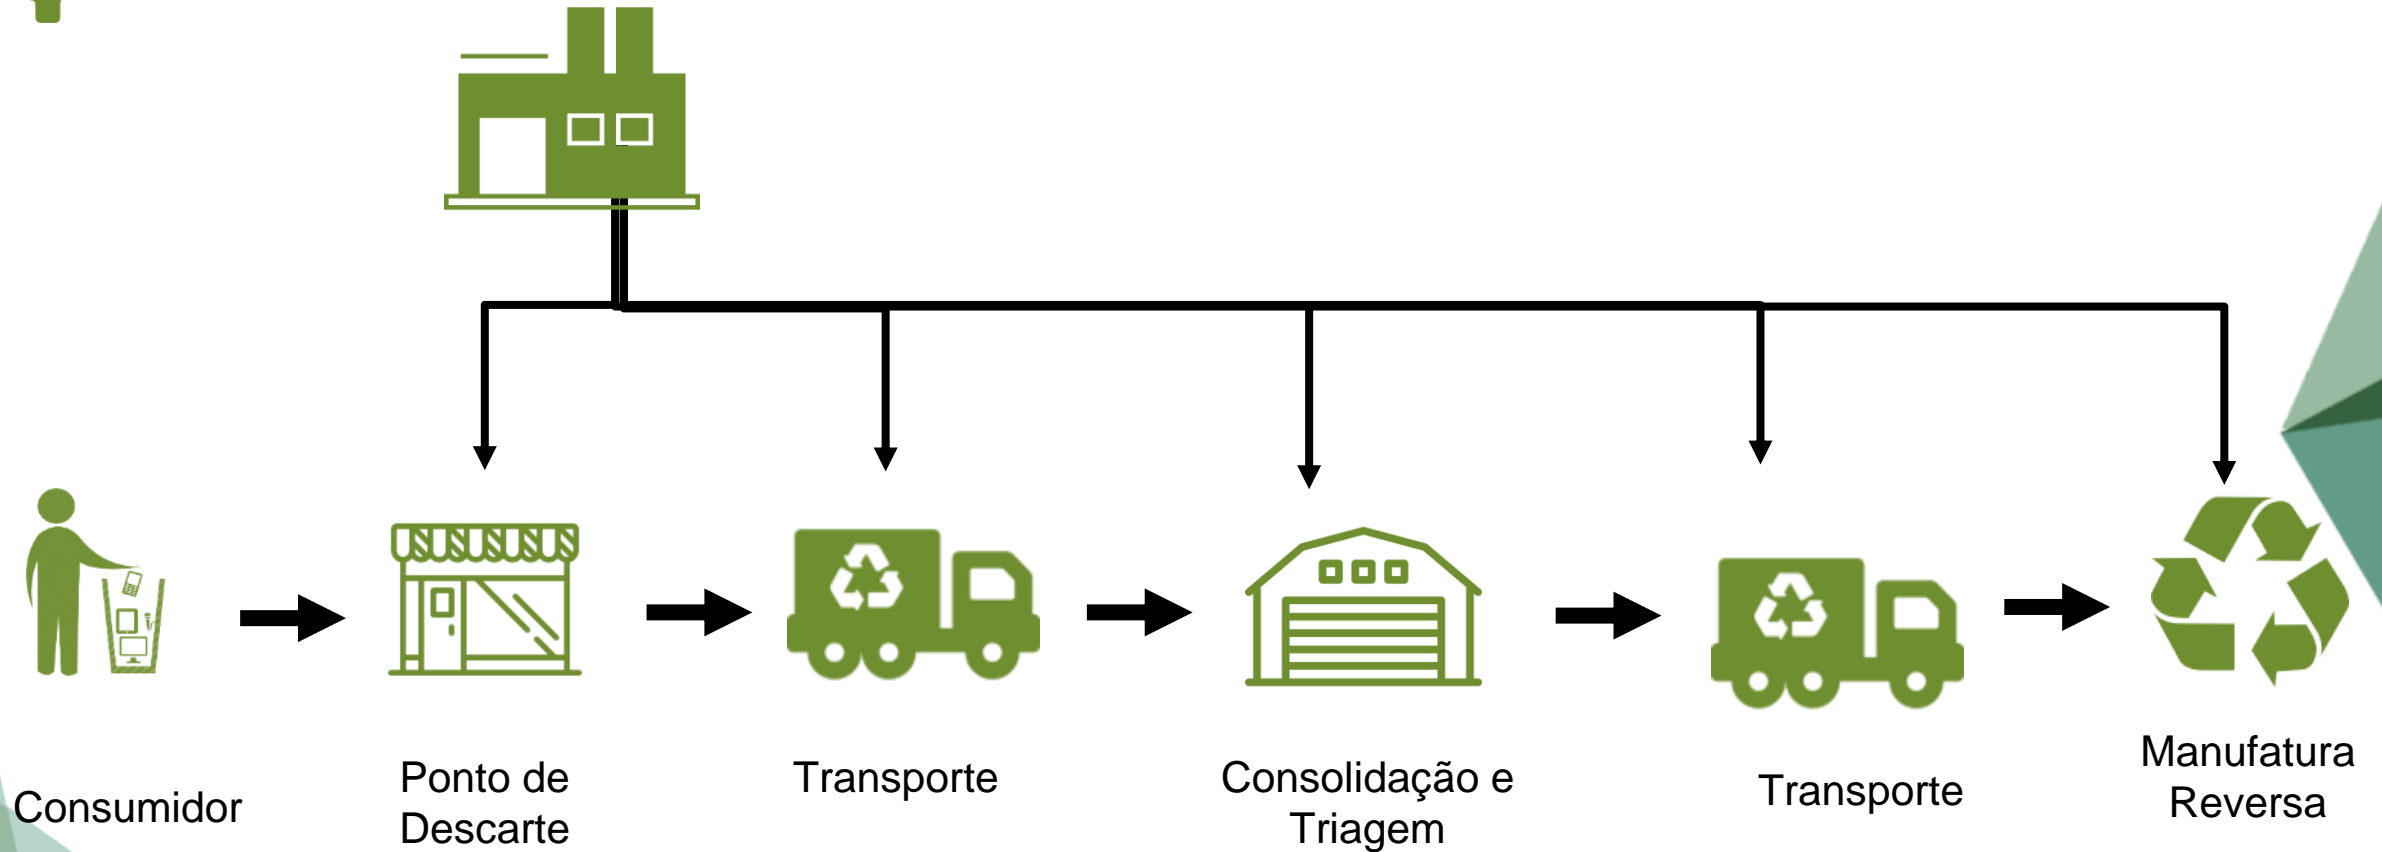 Consumidor
Ponto de
Descarte
Transporte
Consolidação e
Triagem
Transporte
Manufatura
Reversa